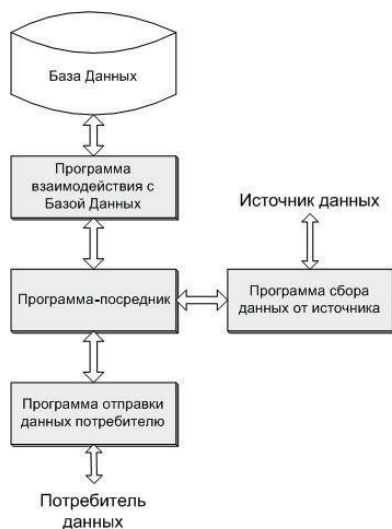 База Данных
Программа
взаимодействия с
Базой Данных
Источник данных
Программа-посредник
Программа сбора
данных от источника
Программа отправки
данных потребителю
Потребитель
данных